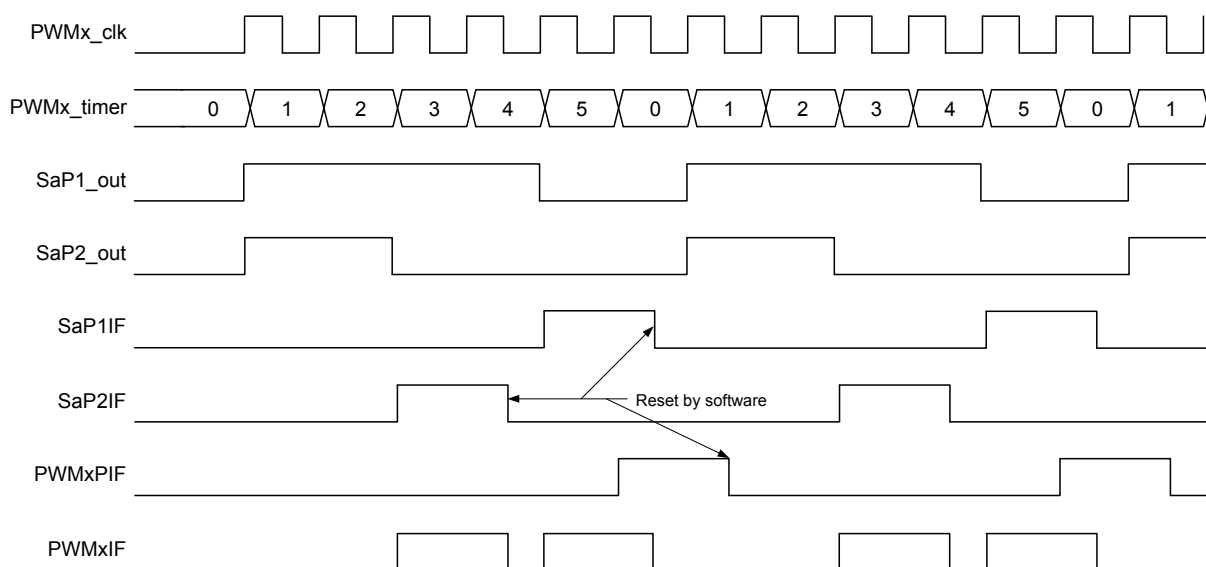 PWMx_clk
PWMx_timer 0 1 2 3 4 5 0 1 2 3 4 5 0 1
SaP1_out
SaP2_out
SaP1IF
SaP2IF Reset by software
PWMxPIF
PWMxIF